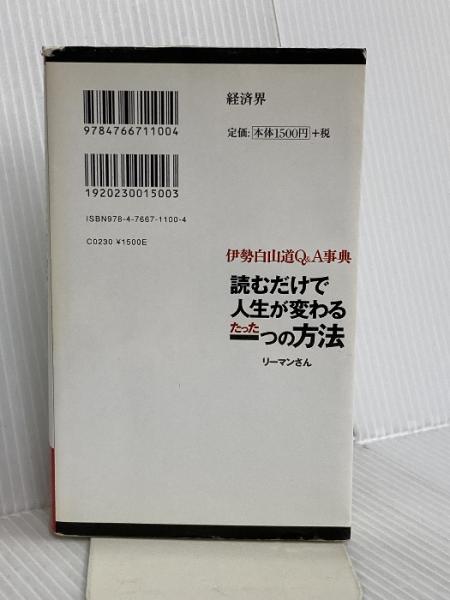 9784766711004
1920230015003
ISBN978-4-7667-1100-4
C0230 ¥1500E
経済界
定価:本体1500円+税
伊勢白山道Q&A事典
読むだけで
人生が変わる
たった一つの方法
リーマンさん